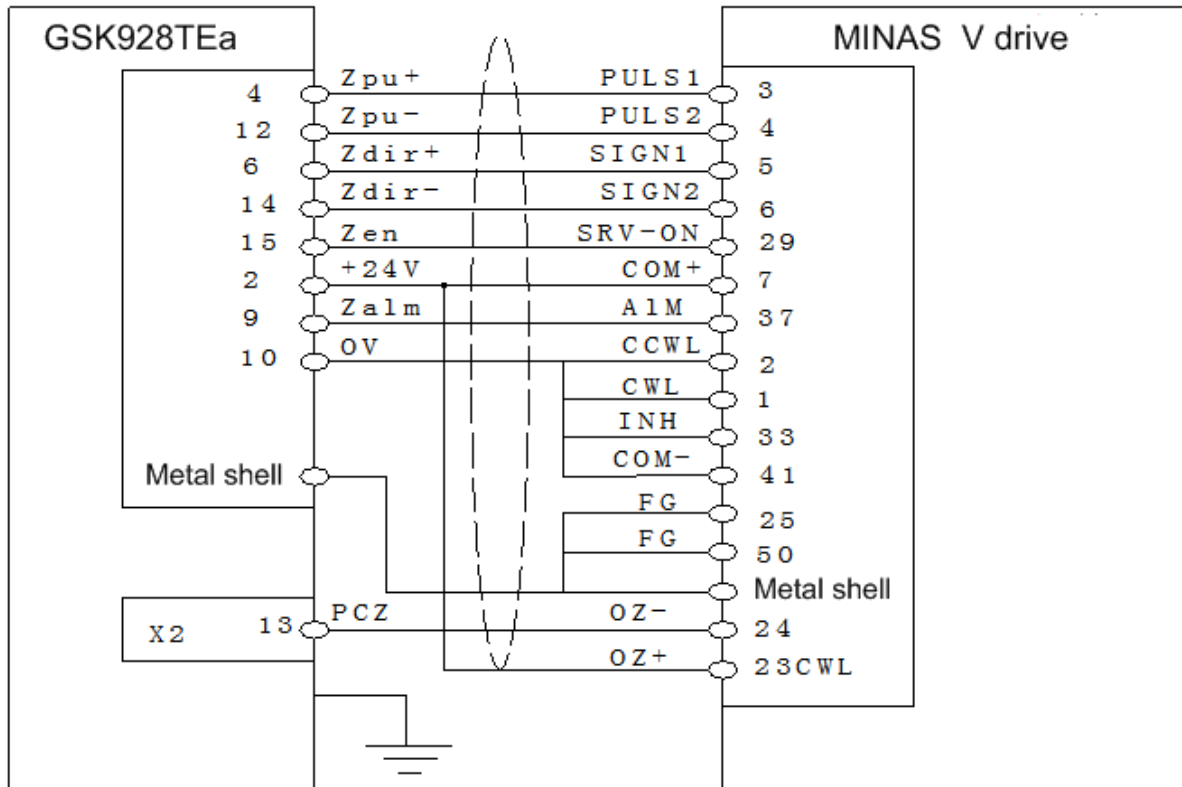 GSK928TEa MINAS V drive
4 Zpu+ PULS1 3
12 Zpu- PULS2 4
6 Zdir+ SIGN1 5
14 Zdir- SIGN2 6
15 Zen SRV-ON 29
2 +24V COM+ 7
9 Zalm AlM 37
10 OV CCWL 2
CWL 1
INH 33
Metal shell COM- 41
FG 25
FG 50
Metal shell
X2 13 PCZ OZ- 24
OZ+ 23CWL